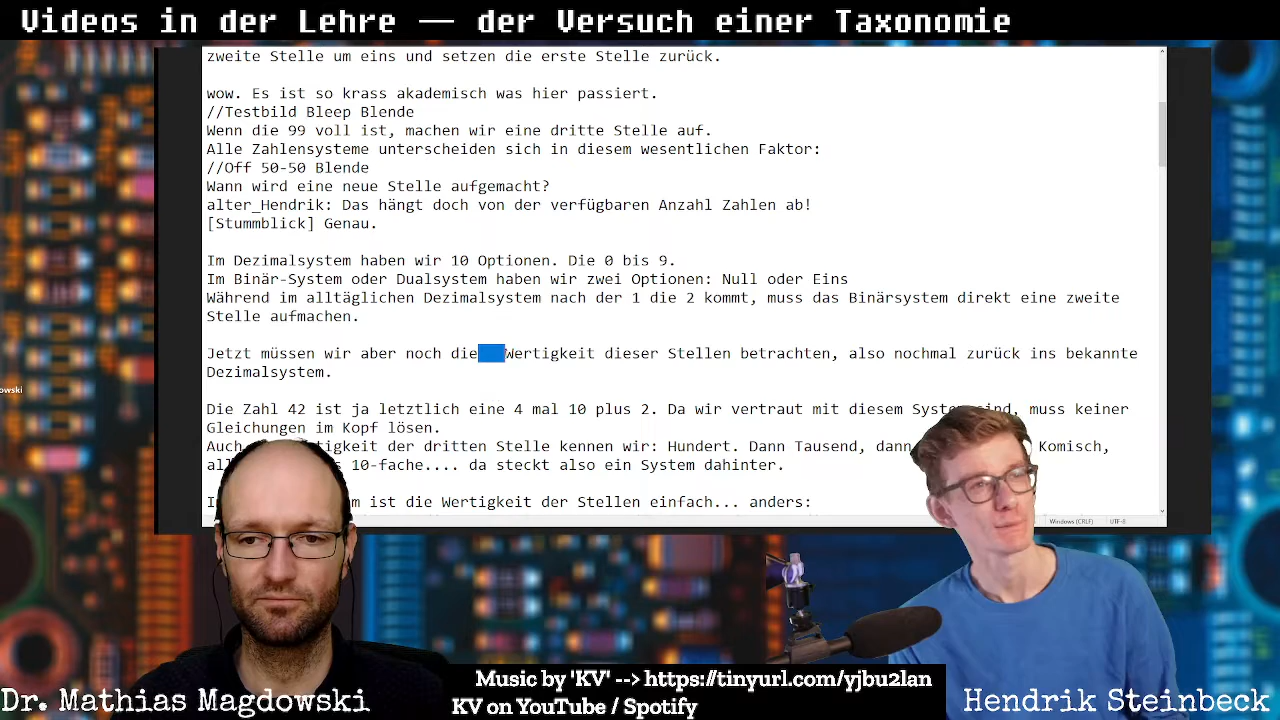 Videos in der Lehre — der Versuch einer Taxonomie
zweite Stelle um eins und setzen die erste Stelle zurück.
wow. Es ist so krass akademisch was hier passiert.
//Testbild Bleep Blende
Wenn die 99 voll ist, machen wir eine dritte Stelle auf.
Alle Zahlensysteme unterscheiden sich in diesem wesentlichen Faktor:
//Off 50-50 Blende
Wann wird eine neue Stelle aufgemacht?
alter_Hendrik: Das hängt doch von der verfügbaren Anzahl Zahlen ab!
[Stummblick] Genau.
Im Dezimalsystem haben wir 10 Optionen. Die 0 bis 9.
Im Binär-System oder Dualsystem haben wir zwei Optionen: Null oder Eins
Während im alltäglichen Dezimalsystem nach der 1 die 2 kommt, muss das Binärsystem direkt eine zweite
Stelle aufmachen.
Jetzt müssen wir aber noch die Wertigkeit dieser Stellen betrachten, also nochmal zurück ins bekannte
Dezimalsystem.
Die Zahl 42 ist ja letztlich eine 4 mal 10 plus 2. Da wir vertraut mit diesem System sind, muss keiner
Gleichungen im Kopf lösen.
Auch der dritten Stelle kennen wir: Hundert. Dann Tausend, Komisch,
10-fache.... da steckt also ein System dahinter.
ist die Wertigkeit der Stellen einfach... anders:
Windows (CRLF) UTF-8
Music by 'KV' --> https://tinyurl.com/yjbu2lan
KV on YouTube / Spotify
Dr. Mathias Magdowski
Hendrik Steinbeck